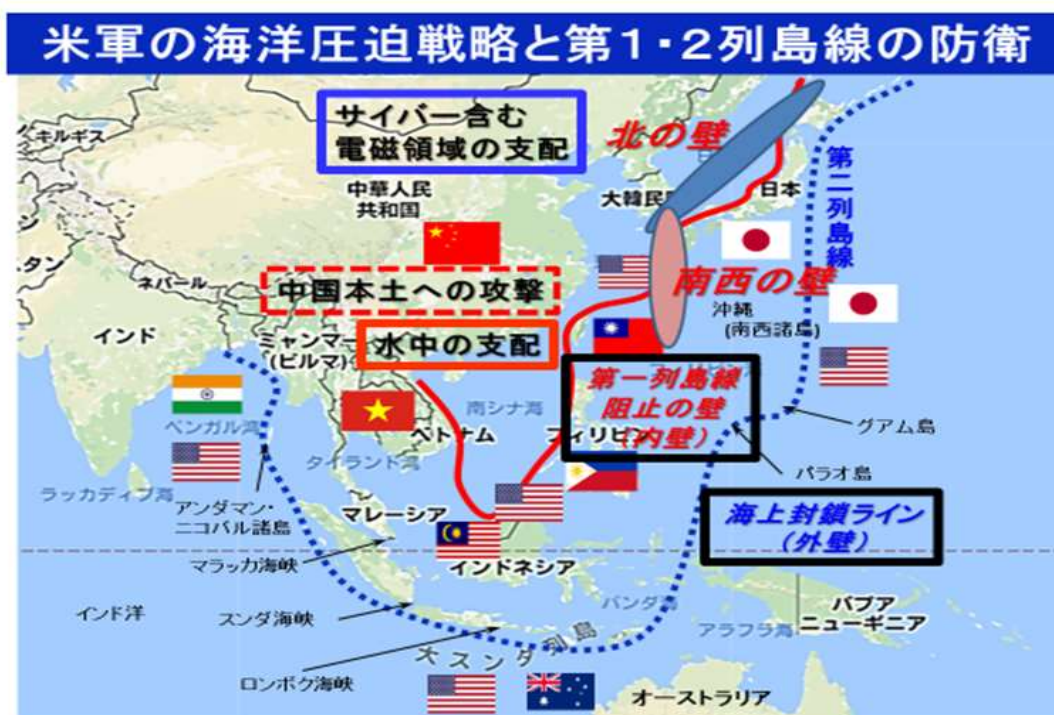 米軍の海洋圧迫戦略と第1・2列島線の防衛
キルギス
サイバー含む
電磁領域の支配
北の壁
中華人民
共和国
大韓民
日本
第二列島線
スタン
ネパール
中国本土への攻撃
南西の壁
インド
ミャンマー
(ビルマ)
水中の支配
沖縄
(南西諸島)
第一列島線
阻止の壁
(内壁)
南シナ海
ベンガル湾
ベトナム
フィリピン
グアム島
タイランド湾
パラオ島
ラッカディブ海
アンダマン・
ニコバル諸島
マレーシア
海上封鎖ライン
(外壁)
マラッカ海峡
インドネシア
インド洋
スンダ海峡
バンダ海
アラフラ海
パプア
ニューギニア
大スンダ列島
ロンボク海峡
オーストラリア